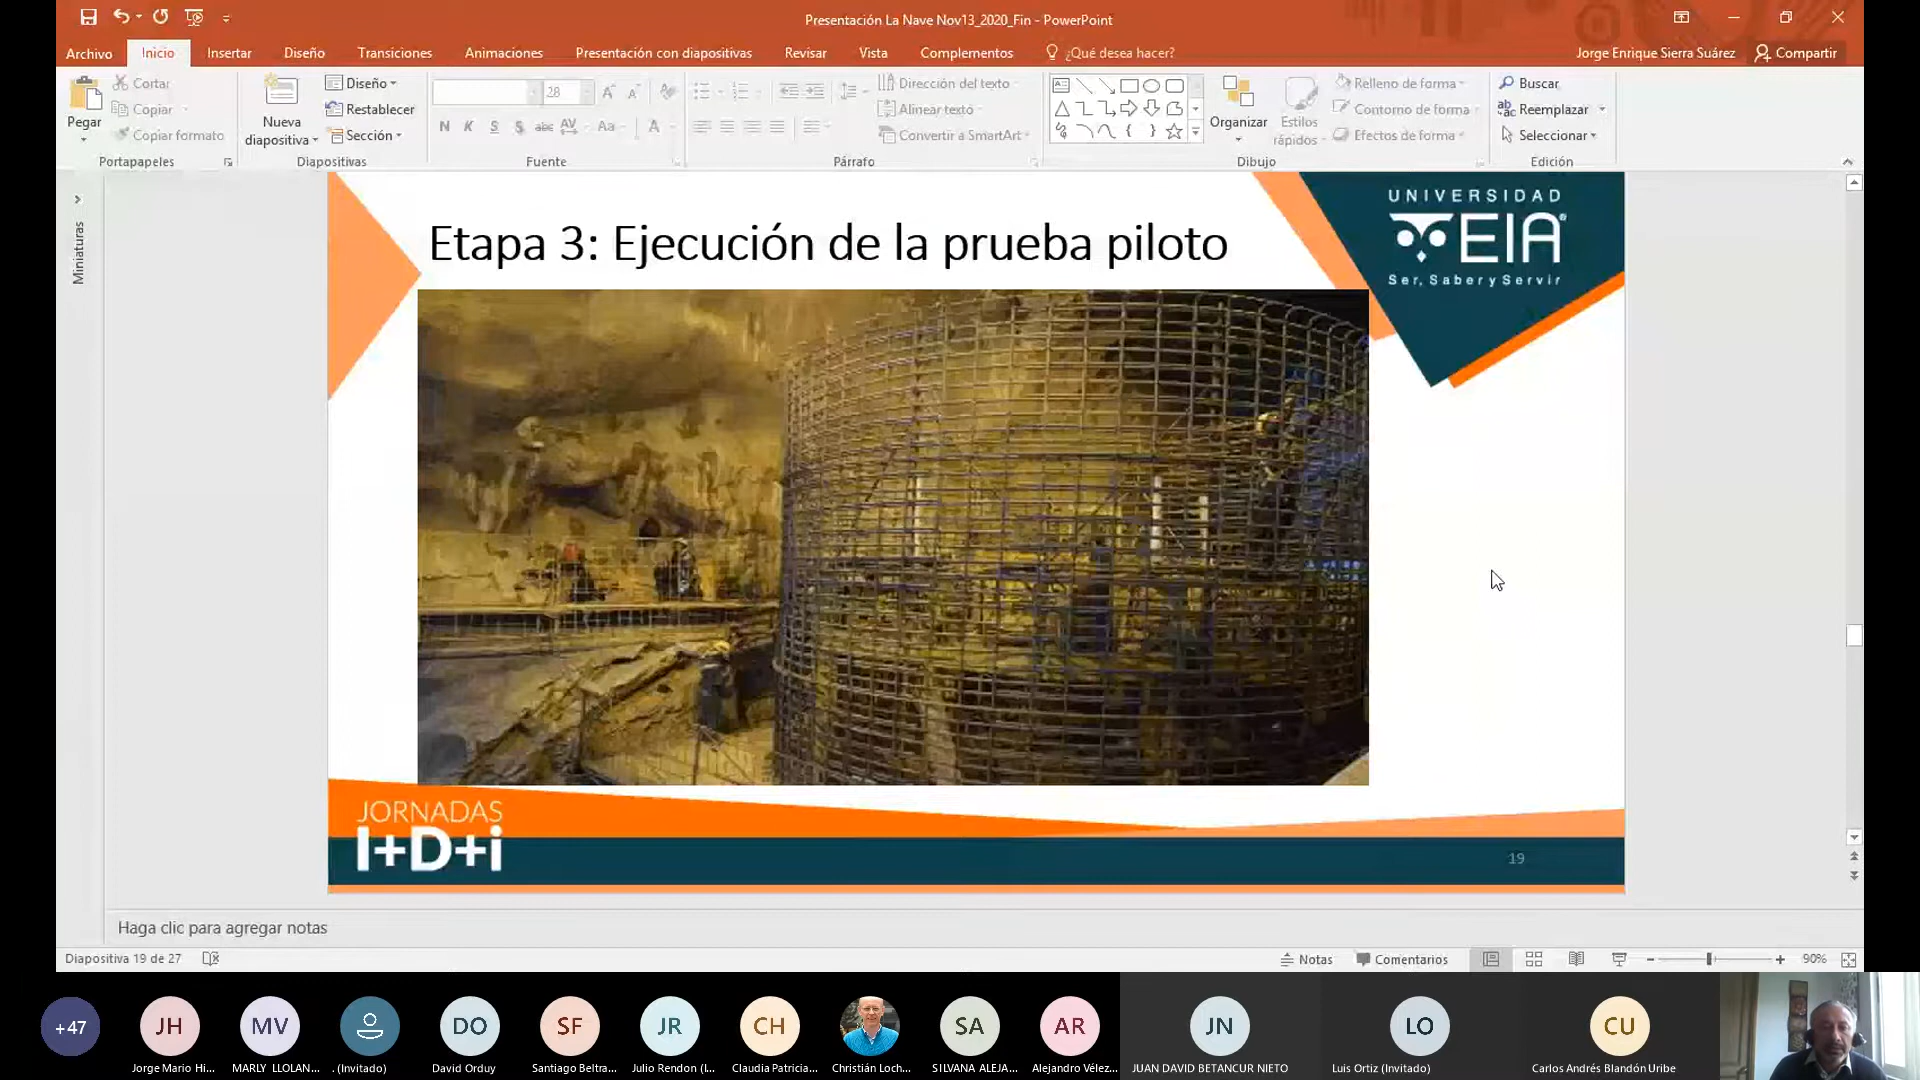 Presentación La Nave Nov13_2020_Fin - PowerPoint
Archivo Inicio Insertar Diseño Transiciones Animaciones Presentación con diapositivas Revisar Vista Complementos ¿Qué desea hacer? Jorge Enrique Sierra Suárez Compartir
Pegar
Cortar
Copiar
Copiar formato
Portapapeles
Nueva
diapositiva
Diseño
Restablecer
Sección
Diapositivas
28
N K S S abc AV Aa A
Fuente
Dirección del texto
Alinear texto
Convertir a SmartArt
Párrafo
Organizar
Estilos
rápidos
Relleno de forma
Contorno de forma
Efectos de forma
Dibujo
Buscar
Reemplazar
Seleccionar
Edición
Miniaturas
Etapa 3: Ejecución de la prueba piloto
UNIVERSIDAD
EIA
Ser, Saber y Servir
JORNADAS
I+D+i
19
Haga clic para agregar notas
Diapositiva 19 de 27 Notas Comentarios 90%
+47 JH MV DO SF JR CH SA AR JN LO CU
Jorge Mario Hi... MARLY LLOLAN... . (Invitado) David Orduy Santiago Beltra... Julio Rendon (I... Claudia Patricia... Christián Loch... SILVANA ALEJA... Alejandro Vélez... JUAN DAVID BETANCUR NIETO Luis Ortiz (Invitado) Carlos Andrés Blandón Uribe